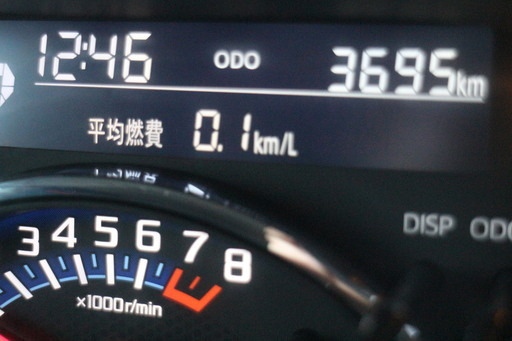 12:46 ODO 3695km
平均燃費 0.1km/L
DISP
3 4 5 6 7 8
×1000r/min